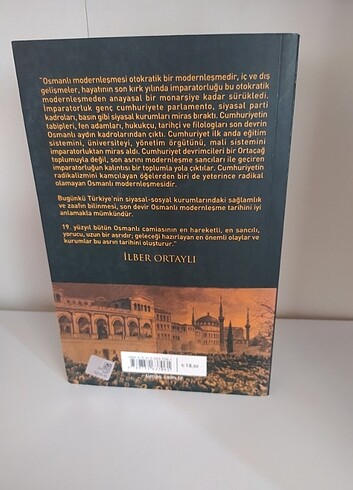 "Osmanlı modernleşmesi otokratik bir modernleşmedir, iç ve dış
gelişmeler, hayatının son kırk yılında imparatorluğu bu otokratik
modernleşmeden anayasal bir monarşiye kadar sürükledi.
İmparatorluk genç cumhuriyete parlamento, siyasal parti
kadroları, basın gibi siyasal kurumları miras bıraktı. Cumhuriyetin
tabipleri, fen adamları, hukukçu, tarihçi ve filologları son devrin
Osmanlı aydın kadrolarından çıktı. Cumhuriyet ilk anda eğitim
sistemini, üniversiteyi, yönetim örgütünü, mali sistemini
imparatorluktan miras aldı. Cumhuriyet devrimcileri bir Ortaçağ
toplumuyla değil, son asrını modernleşme sancıları ile geçiren
imparatorluğun kalıntısı bir toplumla yola çıktılar. Cumhuriyetin
radikalizmini kamçılayan öğelerden biri de yeterince radikal
olamayan Osmanlı modernleşmesidir.
Bugünkü Türkiye'nin siyasal-sosyal kurumlarındaki sağlamlık
ve zaafın bilinmesi, son devir Osmanlı modernleşme tarihini iyi
anlamakla mümkündür.
19. yüzyıl bütün Osmanlı camiasının en hareketli, en sancılı,
yorucu, uzun bir asrıdır; geleceği hazırlayan en önemli olaylar ve
kurumlar bu asrın tarihini oluşturur."
İLBER ORTAYLI